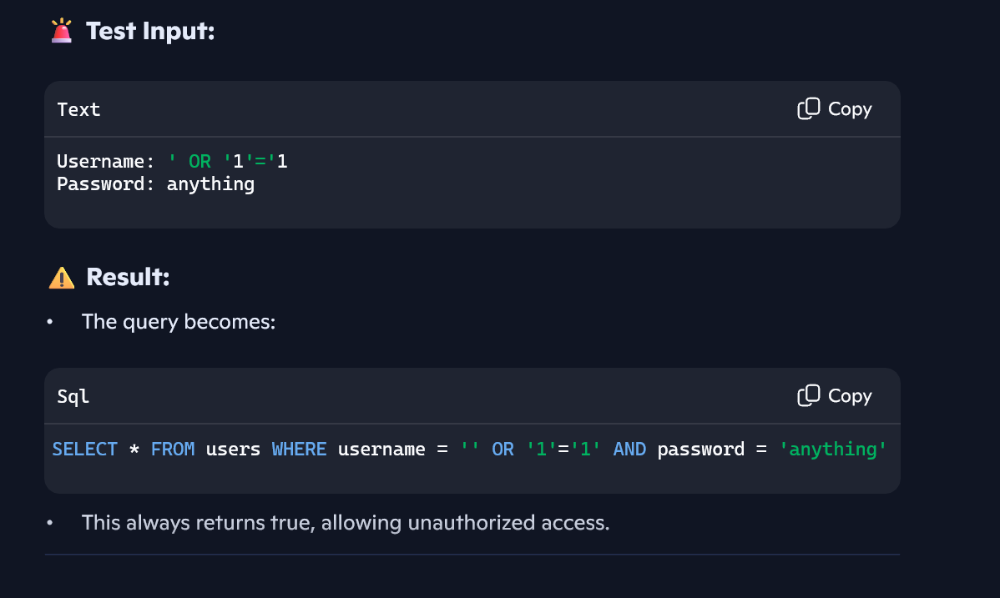 🚨 Test Input:
Text
Copy
Username: ' OR '1'='1
Password: anything
⚠️ Result:
• The query becomes:
Sql
Copy
SELECT * FROM users WHERE username = '' OR '1'='1' AND password = 'anything'
• This always returns true, allowing unauthorized access.